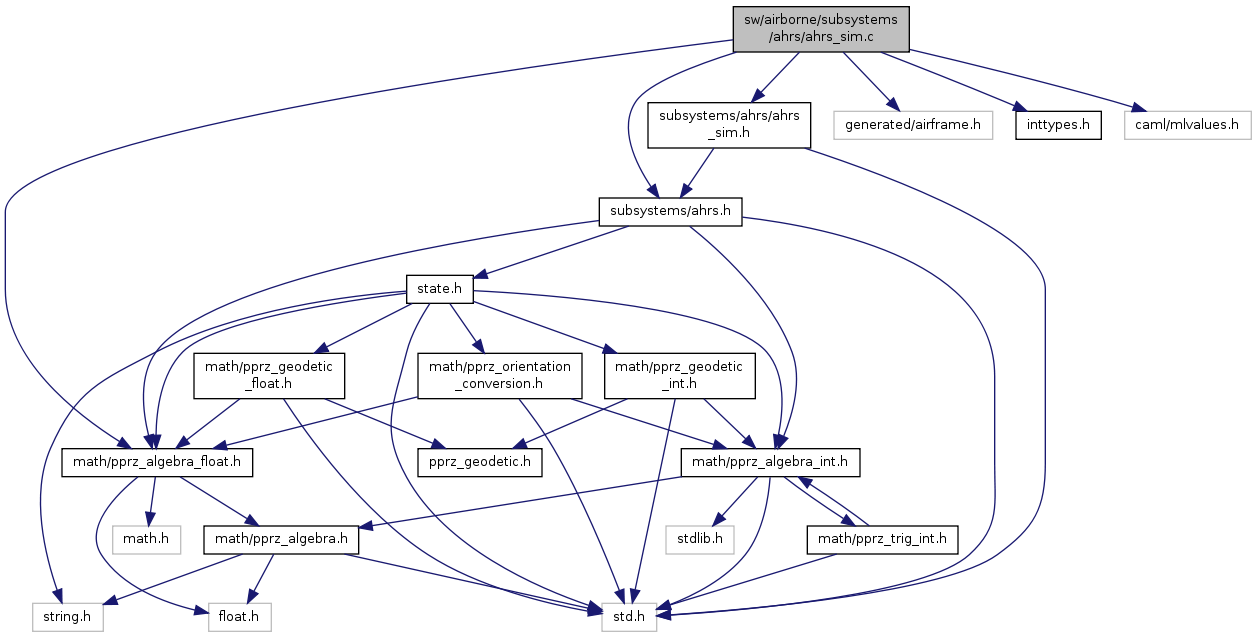 sw/airborne/subsystems
/ahrs/ahrs_sim.c
subsystems/ahrs/ahrs
_sim.h
generated/airframe.h
inttypes.h
caml/mlvalues.h
subsystems/ahrs.h
state.h
math/pprz_geodetic
_float.h
math/pprz_orientation
_conversion.h
math/pprz_geodetic
_int.h
math/pprz_algebra_float.h
pprz_geodetic.h
math/pprz_algebra_int.h
math.h
math/pprz_algebra.h
stdlib.h
math/pprz_trig_int.h
string.h
float.h
std.h